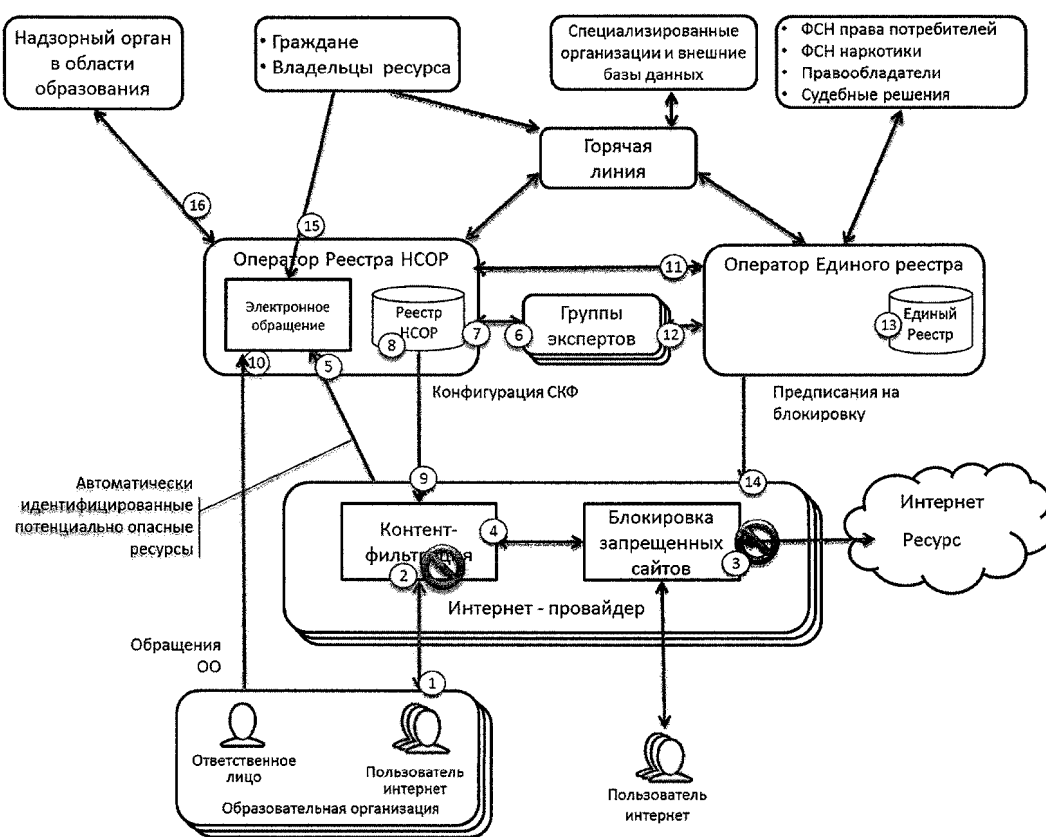 Надзорный орган
в области
образования
• Граждане
• Владельцы ресурса
Специализированные
организации и внешние
базы данных
• ФСН права потребителей
• ФСН наркотики
• Правообладатели
• Судебные решения
Горячая
линия
16
15
Оператор Реестра НСОР
11
Оператор Единого реестра
Электронное
обращение
Реестр
НСОР
8
7
6
Группы
экспертов
12
13
Единый
Реестр
10
5
Конфигурация СКФ
Предписания на
блокировку
Автоматически
идентифицированные
потенциально опасные
ресурсы
9
14
Контент-
фильтрация
2
4
Блокировка
запрещенных
сайтов
3
Интернет
Ресурс
Интернет - провайдер
Обращения
ОО
1
Ответственное
лицо
Пользователь
интернет
Образовательная организация
Пользователь
интернет